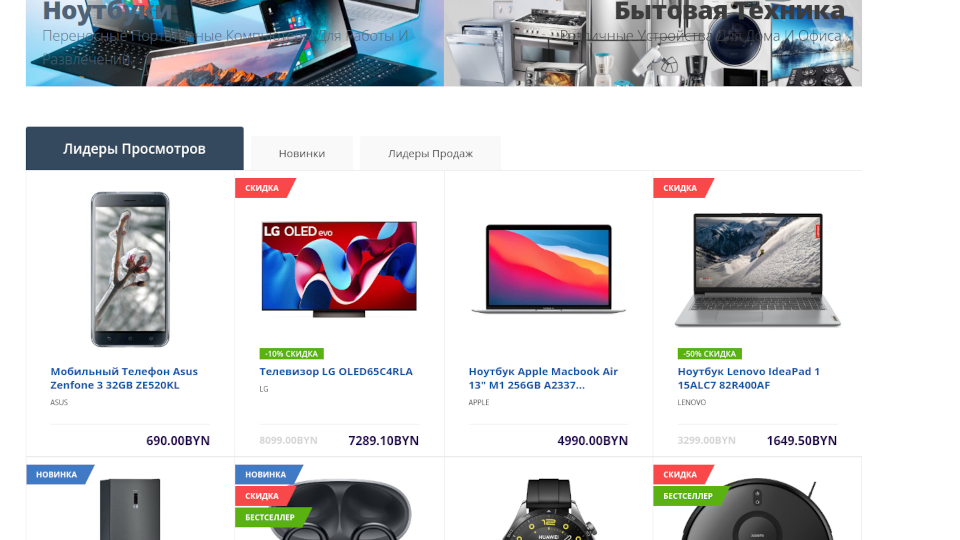 Ноутбуки
Переносные Портативные Компьютеры Для Работы И
Развлечений.
Бытовая Техника
Различные Устройства Для Дома И Офиса.
Лидеры Просмотров
Новинки
Лидеры Продаж
Мобильный Телефон Asus
Zenfone 3 32GB ZE520KL
ASUS
690.00BYN
СКИДКА
LG OLED evo
-10% СКИДКА
Телевизор LG OLED65C4RLA
LG
8099.00BYN 7289.10BYN
Ноутбук Apple Macbook Air
13" M1 256GB A2337...
APPLE
4990.00BYN
СКИДКА
-50% СКИДКА
Ноутбук Lenovo IdeaPad 1
15ALC7 82R400AF
LENOVO
3299.00BYN 1649.50BYN
НОВИНКА
НОВИНКА
СКИДКА
БЕСТСЕЛЛЕР
12
HUAWEI
СКИДКА
БЕСТСЕЛЛЕР